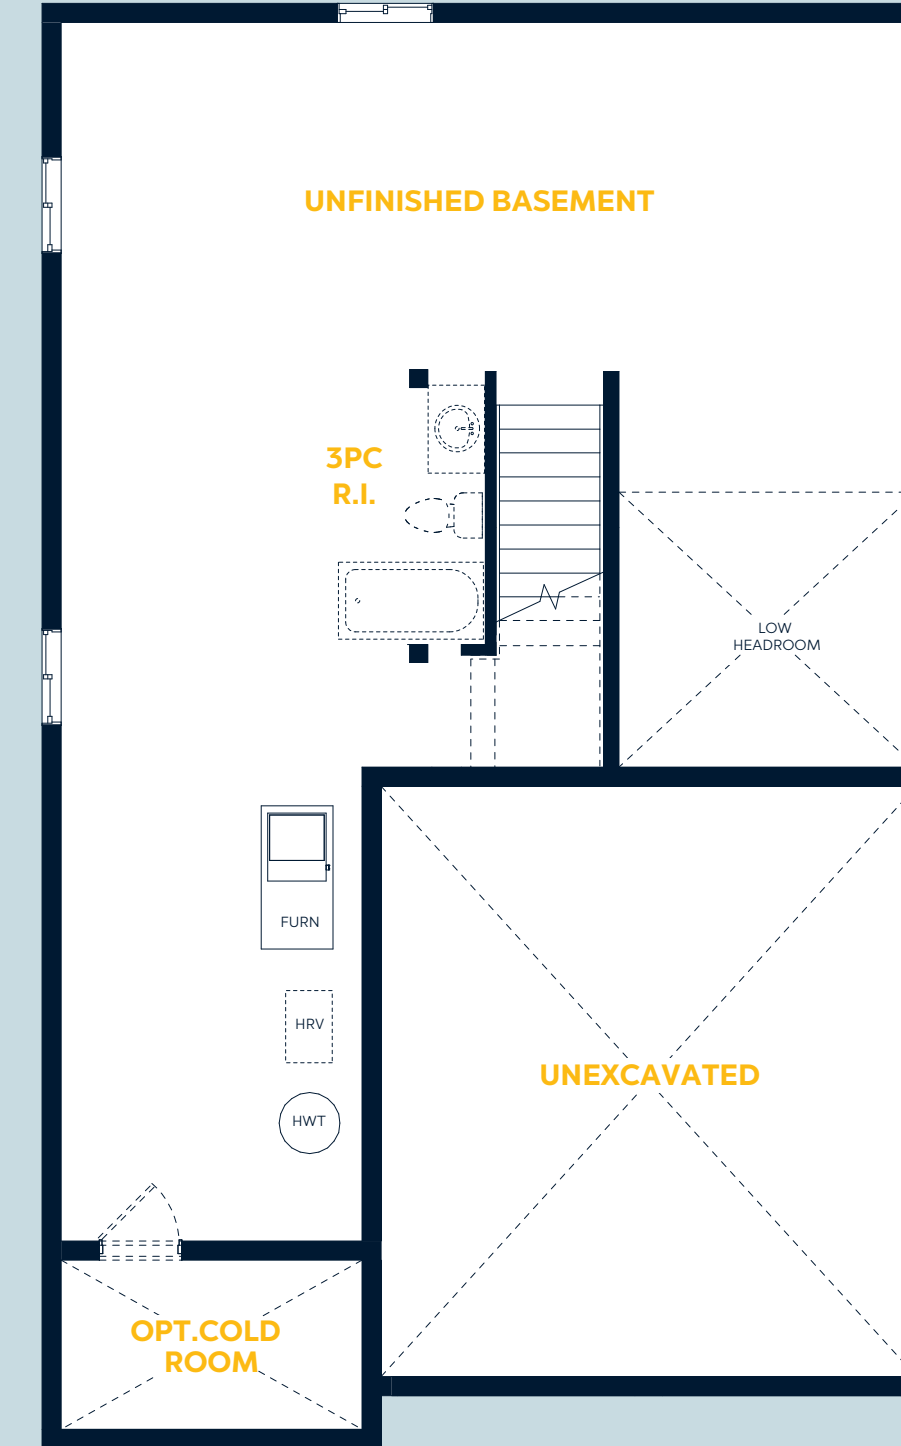 UNFINISHED BASEMENT
3PC
R.I.
LOW
HEADROOM
FURN
HRV
UNEXCAVATED
HWT
OPT.COLD
ROOM